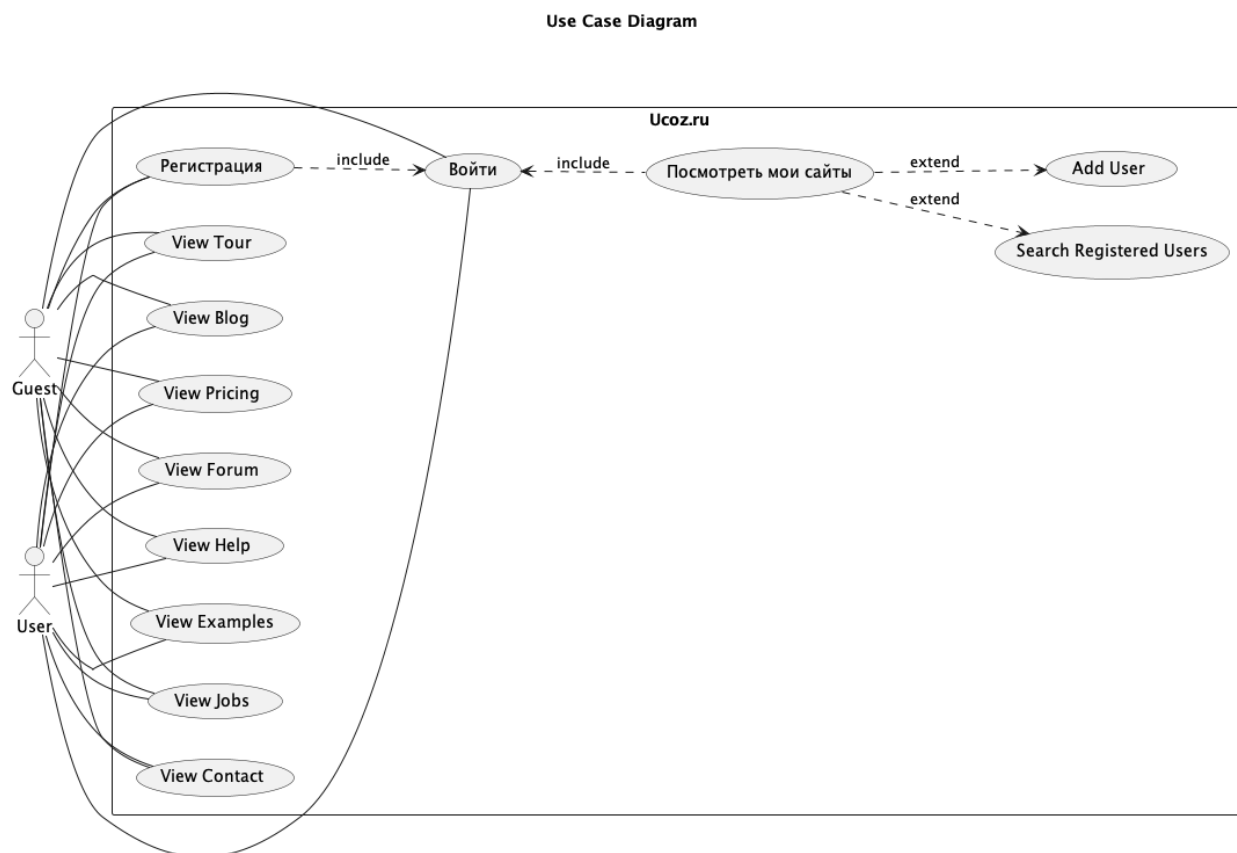 Use Case Diagram
Ucoz.ru
Регистрация
include
Войти
include
Посмотреть мои сайты
extend
Add User
extend
Search Registered Users
View Tour
View Blog
Guest
View Pricing
View Forum
View Help
User
View Examples
View Jobs
View Contact